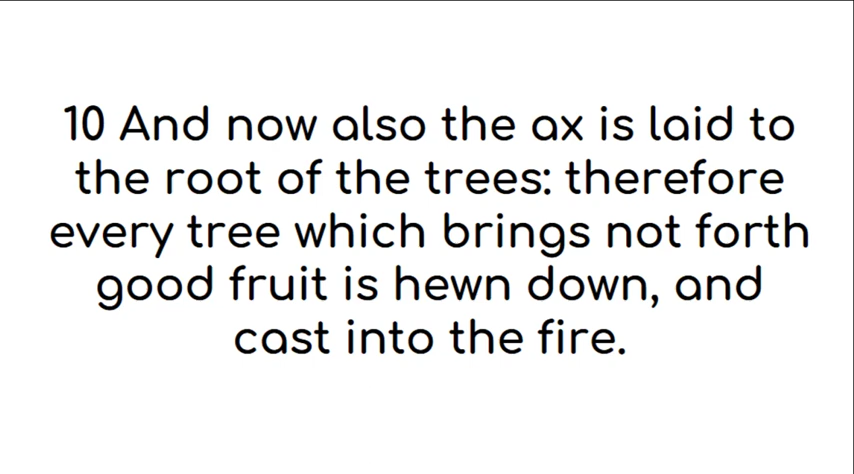 10 And now also the ax is laid to
the root of the trees: therefore
every tree which brings not forth
good fruit is hewn down, and
cast into the fire.